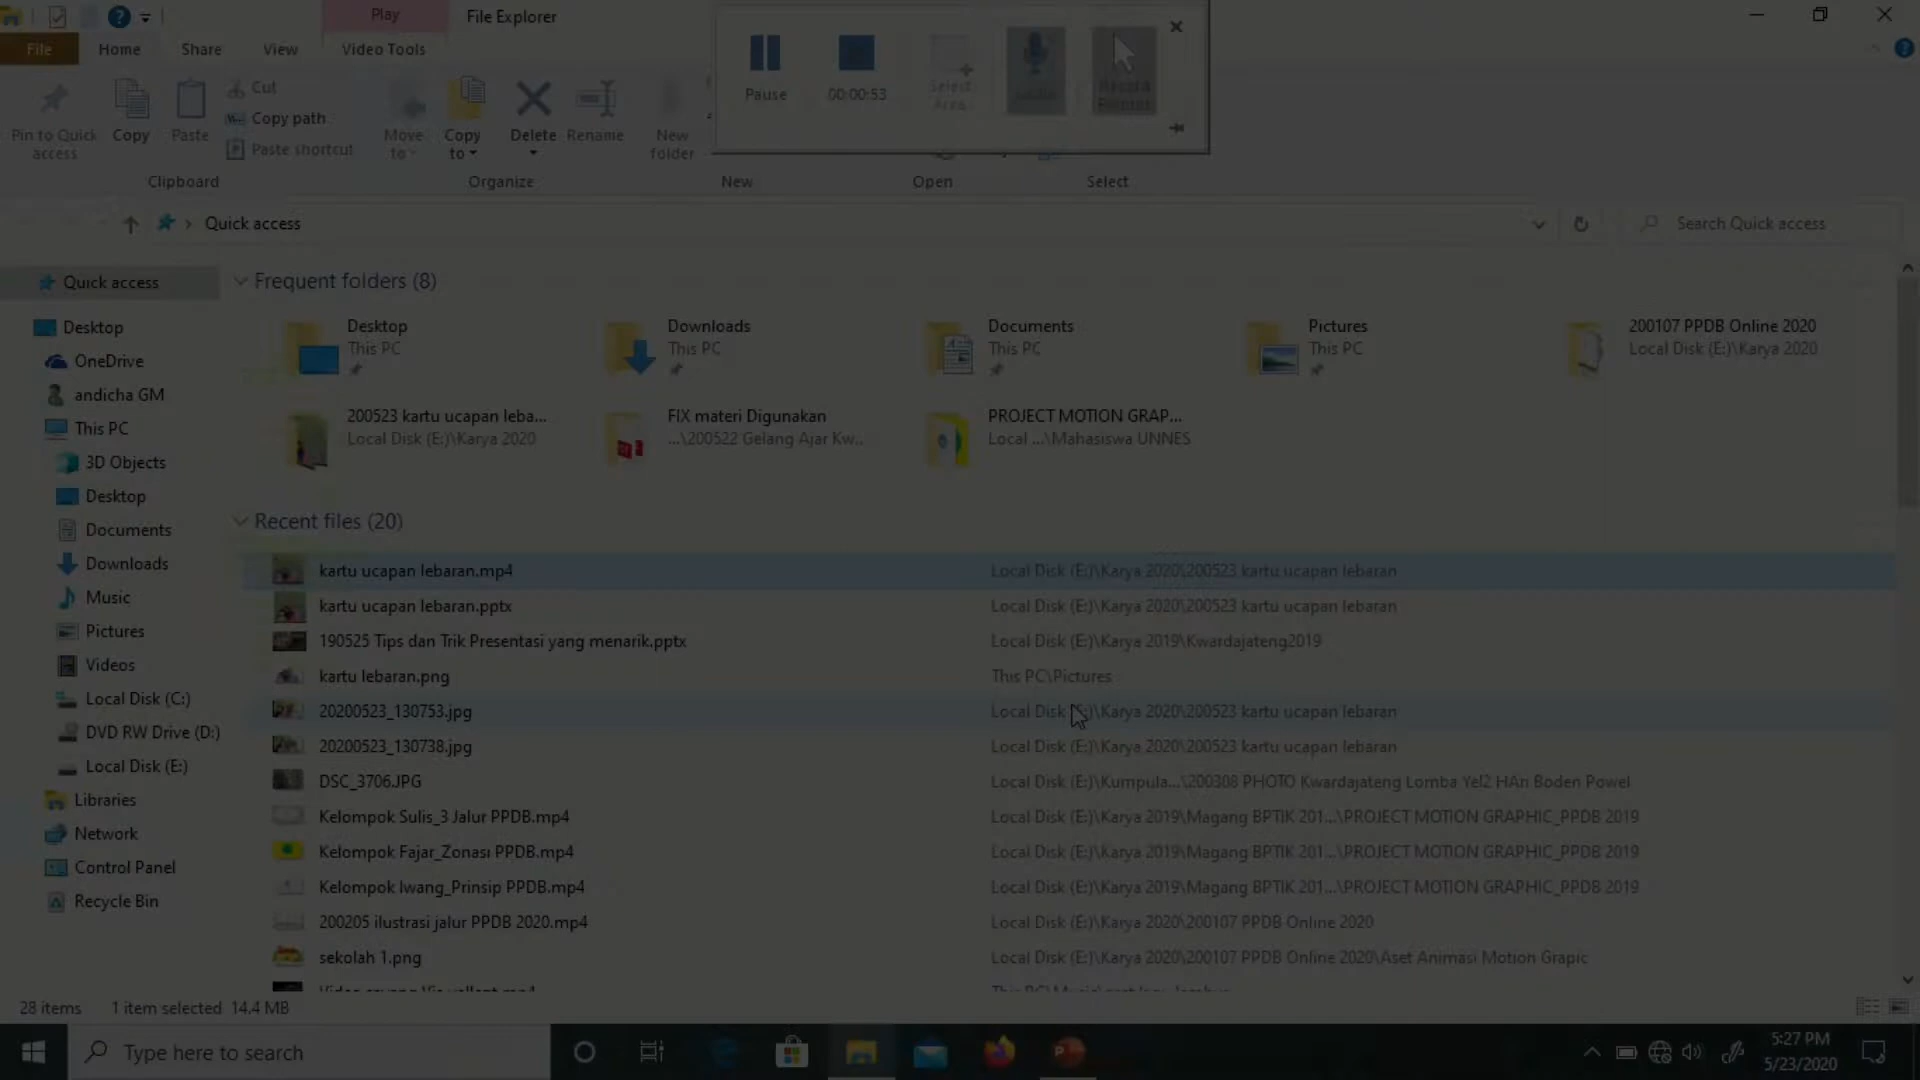 Play
File Explorer
File
Home
Share
View
Video Tools
Pause
00:00:53
Select
Area
Audio
Record
Pointer
Pin to Quick
access
Copy
Paste
Cut
Copy path
Paste shortcut
Move
to
Copy
to
Delete
Rename
New
folder
Clipboard
Organize
New
Open
Select
Quick access
Search Quick access
Quick access
Desktop
OneDrive
andicha GM
This PC
3D Objects
Desktop
Documents
Downloads
Music
Pictures
Videos
Local Disk (C:)
DVD RW Drive (D:)
Local Disk (E:)
Libraries
Network
Control Panel
Recycle Bin
Frequent folders (8)
Desktop
This PC
Downloads
This PC
Documents
This PC
Pictures
This PC
200107 PPDB Online 2020
Local Disk (E:)\Karya 2020
200523 kartu ucapan leba...
Local Disk (E:)\Karya 2020
FIX materi Digunakan
...\200522 Gelang Ajar Kw...
PROJECT MOTION GRAP...
Local ...\Mahasiswa UNNES
Recent files (20)
kartu ucapan lebaran.mp4 Local Disk (E:)\Karya 2020\200523 kartu ucapan lebaran
kartu ucapan lebaran.pptx Local Disk (E:)\Karya 2020\200523 kartu ucapan lebaran
190525 Tips dan Trik Presentasi yang menarik.pptx Local Disk (E:)\Karya 2019\Kwardajateng2019
kartu lebaran.png This PC\Pictures
20200523_130753.jpg Local Disk (E:)\Karya 2020\200523 kartu ucapan lebaran
20200523_130738.jpg Local Disk (E:)\Karya 2020\200523 kartu ucapan lebaran
DSC_3706.JPG Local Disk (E:)\Kumpula...\200308 PHOTO Kwardajateng Lomba Yel2 HAn Boden Powel
Kelompok Sulis_3 Jalur PPDB.mp4 Local Disk (E:)\Karya 2019\Magang BPTIK 201...\PROJECT MOTION GRAPHIC_PPDB 2019
Kelompok Fajar_Zonasi PPDB.mp4 Local Disk (E:)\Karya 2019\Magang BPTIK 201...\PROJECT MOTION GRAPHIC_PPDB 2019
Kelompok Iwang_Prinsip PPDB.mp4 Local Disk (E:)\Karya 2019\Magang BPTIK 201...\PROJECT MOTION GRAPHIC_PPDB 2019
200205 ilustrasi jalur PPDB 2020.mp4 Local Disk (E:)\Karya 2020\200107 PPDB Online 2020
sekolah 1.png Local Disk (E:)\Karya 2020\200107 PPDB Online 2020\Aset Animasi Motion Grapic
28 items
1 item selected 14.4 MB
Type here to search
5:27 PM
5/23/2020